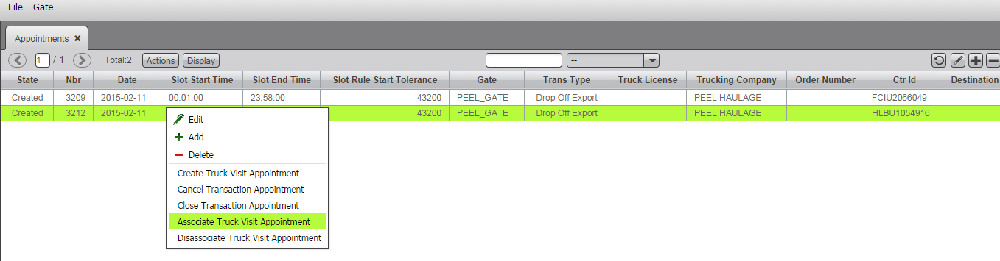 File Gate
Appointments
1 / 1 Total:2 Actions Display --
State Nbr Date Slot Start Time Slot End Time Slot Rule Start Tolerance Gate Trans Type Truck License Trucking Company Order Number Ctr Id Destination
Created 3209 2015-02-11 00:01:00 23:58:00 43200 PEEL_GATE Drop Off Export PEEL HAULAGE FCIU2066049
Created 3212 2015-02-11 43200 PEEL_GATE Drop Off Export PEEL HAULAGE HLBU1054916
Edit
Add
Delete
Create Truck Visit Appointment
Cancel Transaction Appointment
Close Transaction Appointment
Associate Truck Visit Appointment
Disassociate Truck Visit Appointment